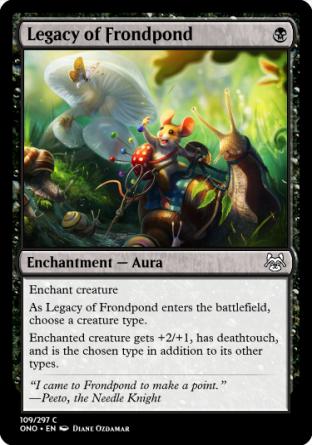 Legacy of Frondpond
Enchantment — Aura
Enchant creature
As Legacy of Frondpond enters the battlefield,
choose a creature type.
Enchanted creature gets +2/+1, has deathtouch,
and is the chosen type in addition to its other
types.
“I came to Frondpond to make a point.”
—Peeto, the Needle Knight
109/297 C
ONO • EN Diane Ozdamar